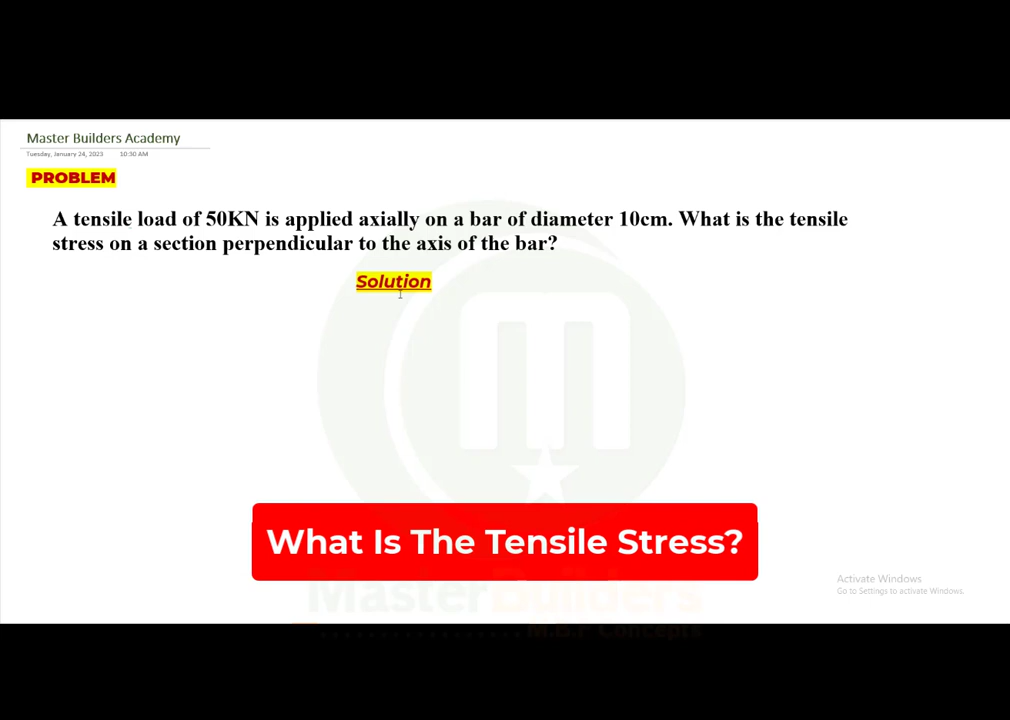 Master Builders Academy
Tuesday, January 24, 2023 10:30 AM
PROBLEM
A tensile load of 50KN is applied axially on a bar of diameter 10cm. What is the tensile
stress on a section perpendicular to the axis of the bar?
Solution
What Is The Tensile Stress?
Activate Windows
Go to Settings to activate Windows.
MasterBuilders
M.B.F Concepts